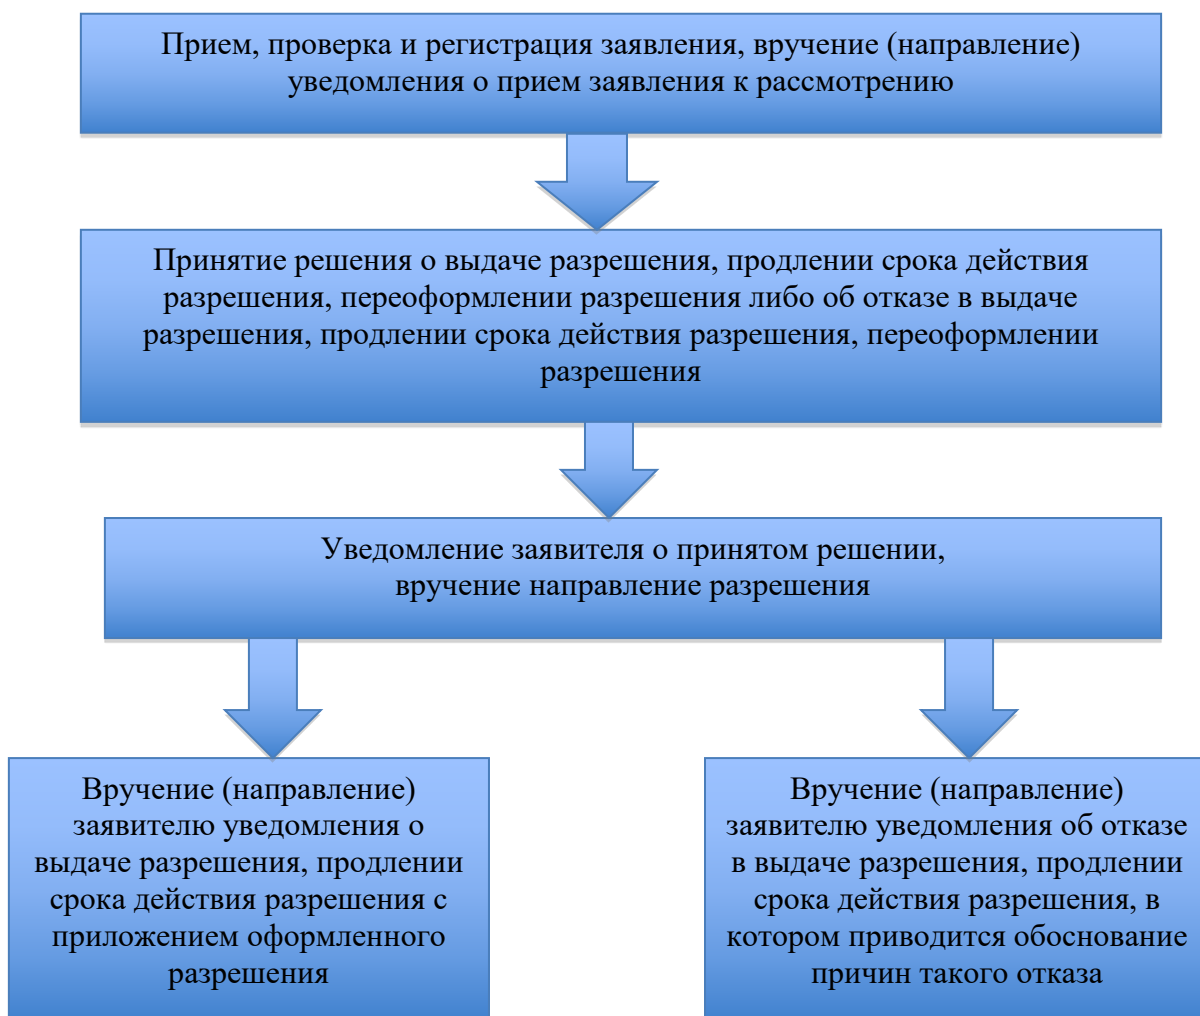 Прием, проверка и регистрация заявления, вручение (направление)
уведомления о прием заявления к рассмотрению
Принятие решения о выдаче разрешения, продлении срока действия
разрешения, переоформлении разрешения либо об отказе в выдаче
разрешения, продлении срока действия разрешения, переоформлении
разрешения
Уведомление заявителя о принятом решении,
вручение направление разрешения
Вручение (направление)
заявителю уведомления о
выдаче разрешения, продлении
срока действия разрешения с
приложением оформленного
разрешения
Вручение (направление)
заявителю уведомления об отказе
в выдаче разрешения, продлении
срока действия разрешения, в
котором приводится обоснование
причин такого отказа